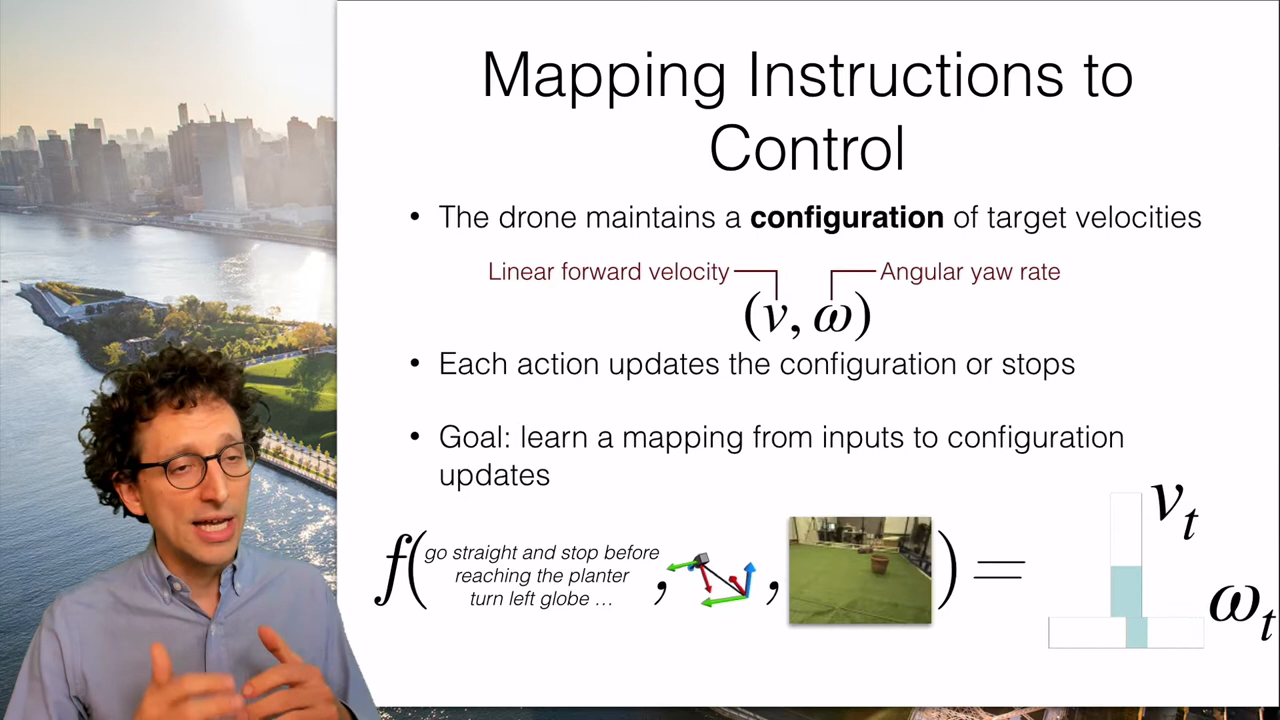 Mapping Instructions to
Control
• The drone maintains a configuration of target velocities
Linear forward velocity
Angular yaw rate
(v, ω)
• Each action updates the configuration or stops
• Goal: learn a mapping from inputs to configuration
updates
f(go straight and stop before
reaching the planter
turn left globe ... , , ) =
v_t
ω_t